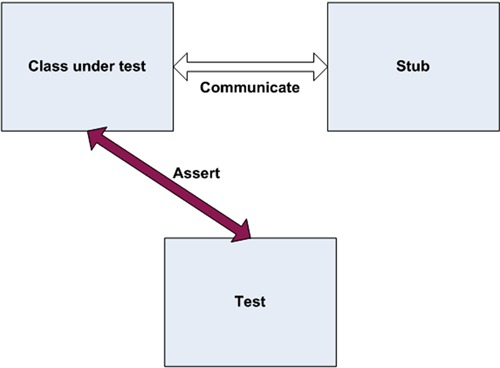 Class under test
Stub
Communicate
Assert
Test